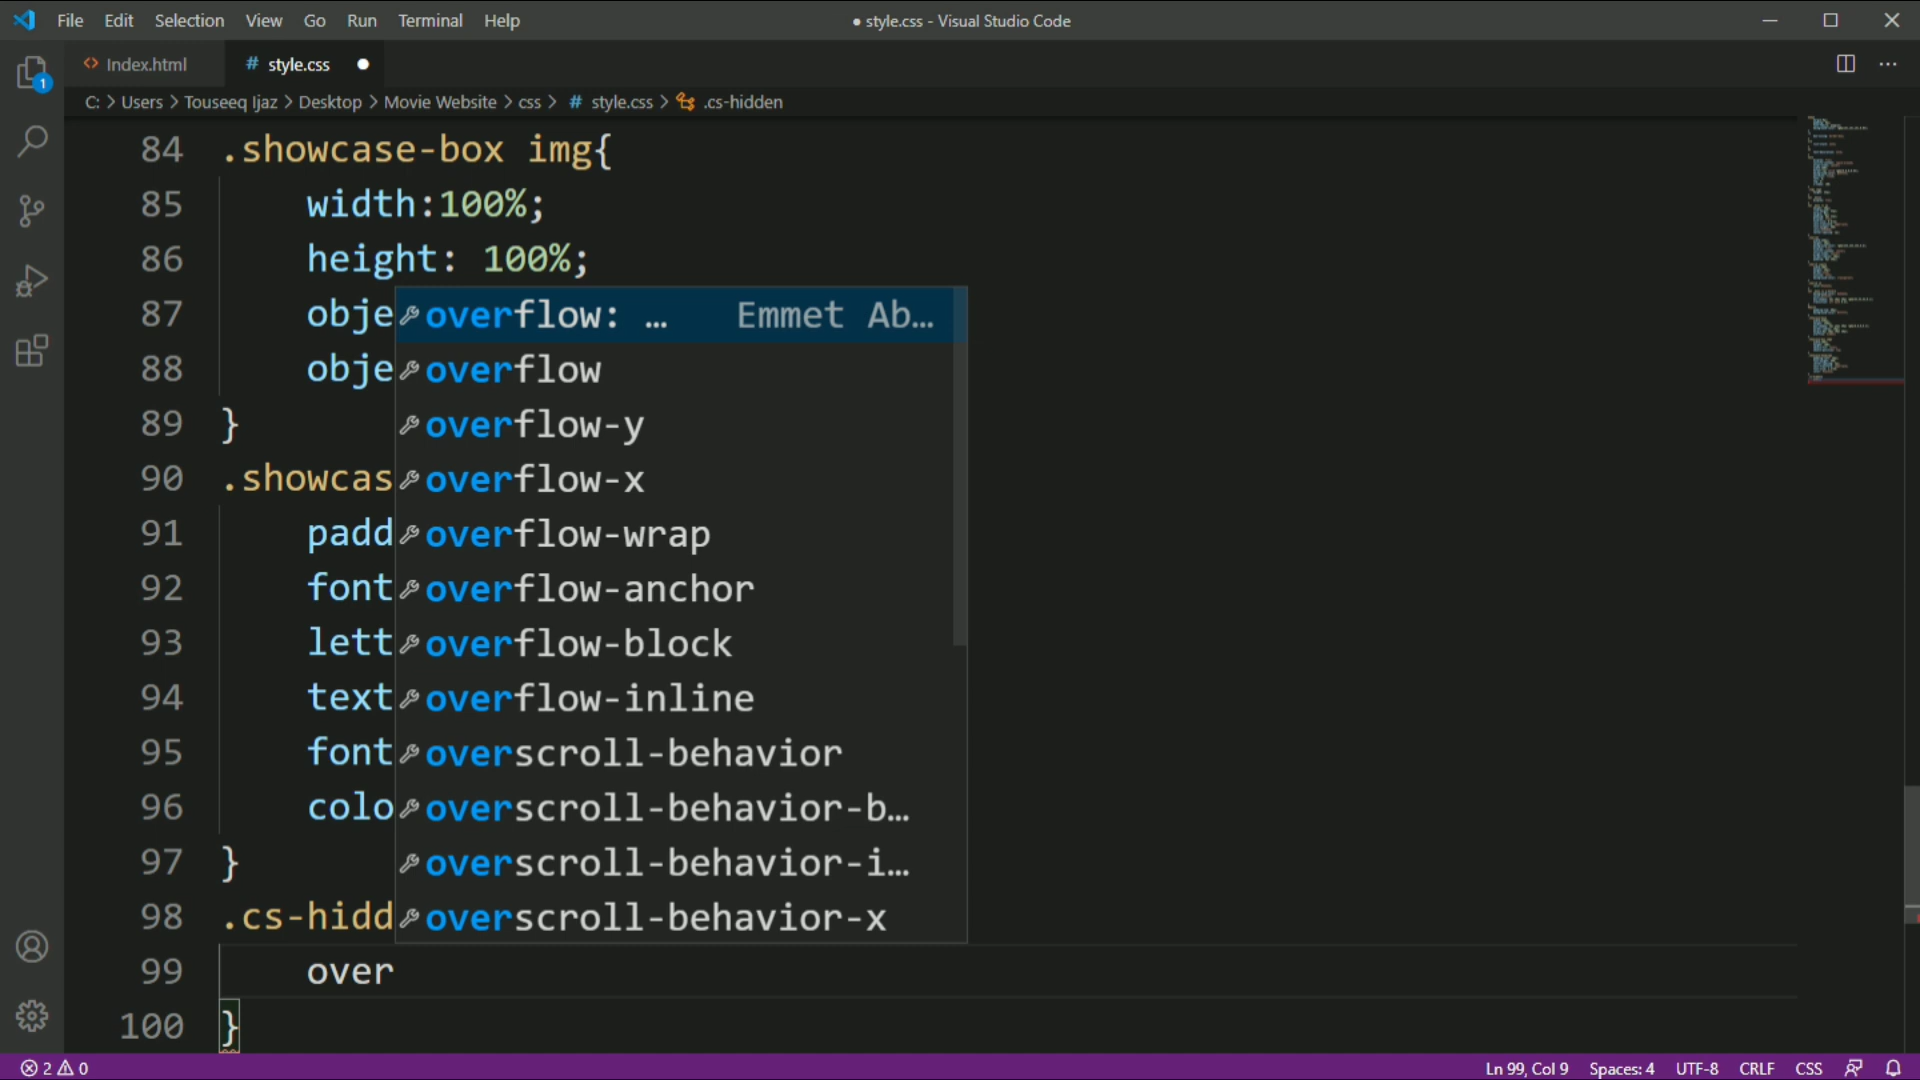 File Edit Selection View Go Run Terminal Help
● style.css - Visual Studio Code
1
<> Index.html # style.css ●
C: > Users > Touseeq Ijaz > Desktop > Movie Website > css > # style.css > .cs-hidden
84 .showcase-box img{
85 width:100%;
86 height: 100%;
87 obje
overflow: … Emmet Ab…
88 obje
overflow
89 }
overflow-y
90 .showcas
overflow-x
91 padd
overflow-wrap
92 font
overflow-anchor
93 lett
overflow-block
94 text
overflow-inline
95 font
overscroll-behavior
96 colo
overscroll-behavior-b…
97 }
overscroll-behavior-i…
98 .cs-hidd
overscroll-behavior-x
99 over
100 }
2 0
Ln 99, Col 9 Spaces: 4 UTF-8 CRLF CSS